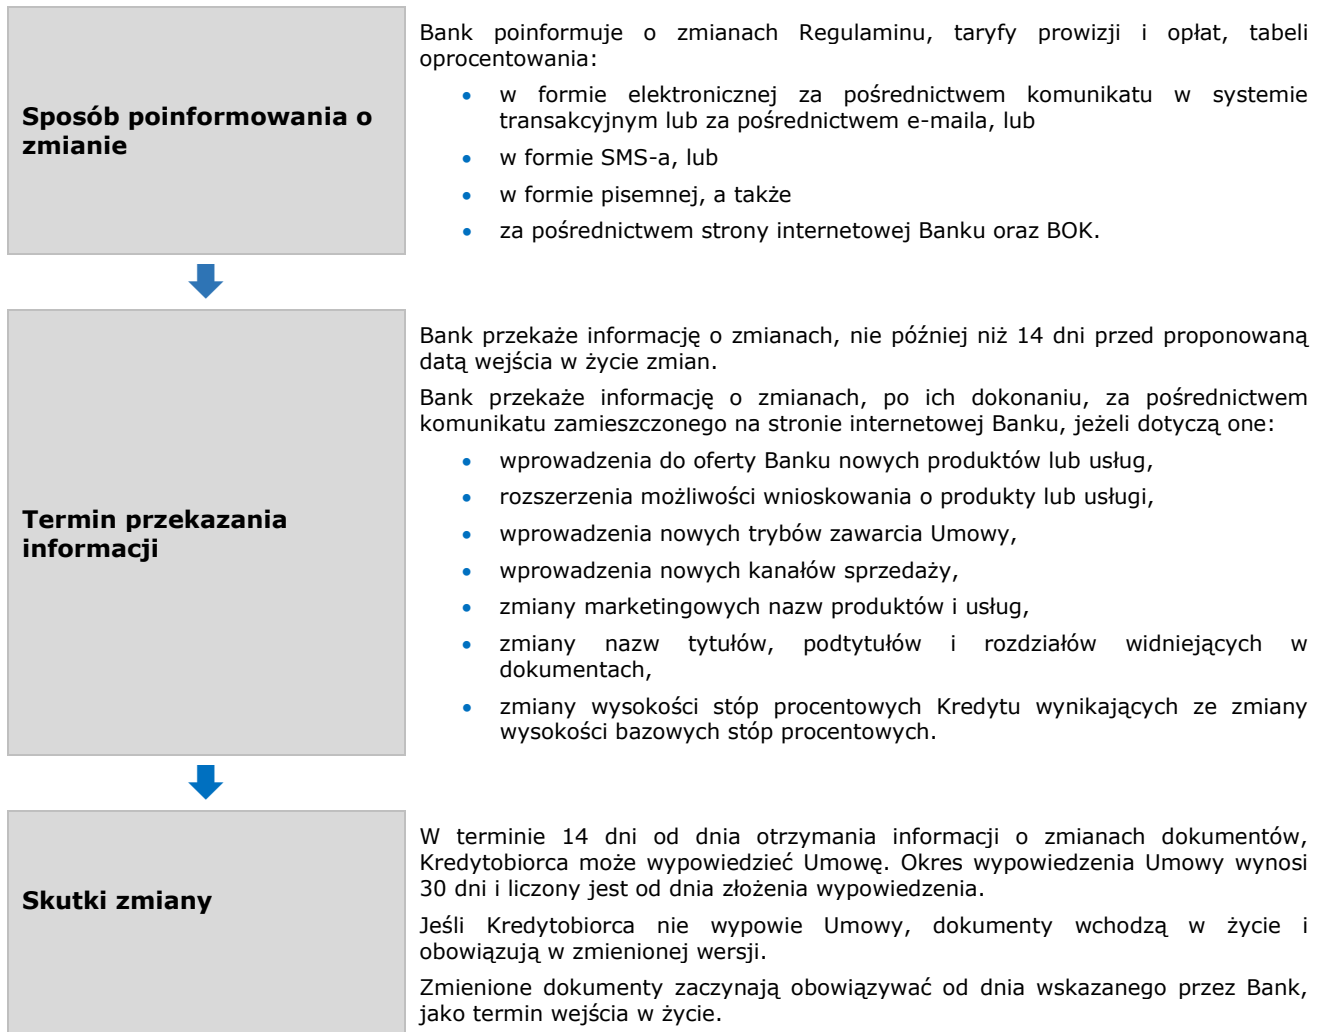 Sposób poinformowania o
zmianie
Bank poinformuje o zmianach Regulaminu, taryfy prowizji i opłat, tabeli
oprocentowania:
• w formie elektronicznej za pośrednictwem komunikatu w systemie
transakcyjnym lub za pośrednictwem e-maila, lub
• w formie SMS-a, lub
• w formie pisemnej, a także
• za pośrednictwem strony internetowej Banku oraz BOK.
Termin przekazania
informacji
Bank przekaże informację o zmianach, nie później niż 14 dni przed proponowaną
datą wejścia w życie zmian.
Bank przekaże informację o zmianach, po ich dokonaniu, za pośrednictwem
komunikatu zamieszczonego na stronie internetowej Banku, jeżeli dotyczą one:
• wprowadzenia do oferty Banku nowych produktów lub usług,
• rozszerzenia możliwości wnioskowania o produkty lub usługi,
• wprowadzenia nowych trybów zawarcia Umowy,
• wprowadzenia nowych kanałów sprzedaży,
• zmiany marketingowych nazw produktów i usług,
• zmiany nazw tytułów, podtytułów i rozdziałów widniejących w
dokumentach,
• zmiany wysokości stóp procentowych Kredytu wynikających ze zmiany
wysokości bazowych stóp procentowych.
Skutki zmiany
W terminie 14 dni od dnia otrzymania informacji o zmianach dokumentów,
Kredytobiorca może wypowiedzieć Umowę. Okres wypowiedzenia Umowy wynosi
30 dni i liczony jest od dnia złożenia wypowiedzenia.
Jeśli Kredytobiorca nie wypowie Umowy, dokumenty wchodzą w życie i
obowiązują w zmienionej wersji.
Zmienione dokumenty zaczynają obowiązywać od dnia wskazanego przez Bank,
jako termin wejścia w życie.